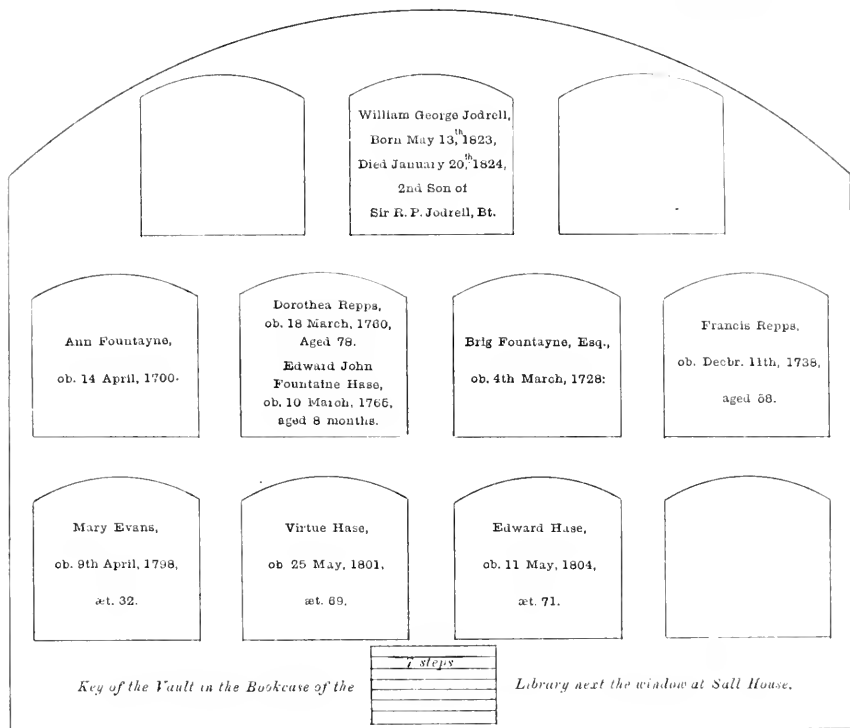 William George Jodrell,
Born May 13,th 1823,
Died January 20,th 1824,
2nd Son of
Sir R. P. Jodrell, Bt.
Ann Fountayne,
ob. 14 April, 1700.
Dorothea Repps,
ob. 18 March, 1760,
Aged 78.
Edward John
Fountaine Hase,
ob. 10 March, 1766,
aged 8 months.
Brig Fountayne, Esq.,
ob. 4th March, 1728:
Francis Repps,
ob. Decbr. 11th, 1738,
aged 58.
Mary Evans,
ob. 9th April, 1798,
æt. 32.
Virtue Hase,
ob 25 May, 1801,
æt. 69.
Edward Hase,
ob. 11 May, 1804,
æt. 71.
7 steps
Key of the Vault in the Bookcase of the Library next the window at Sall House.